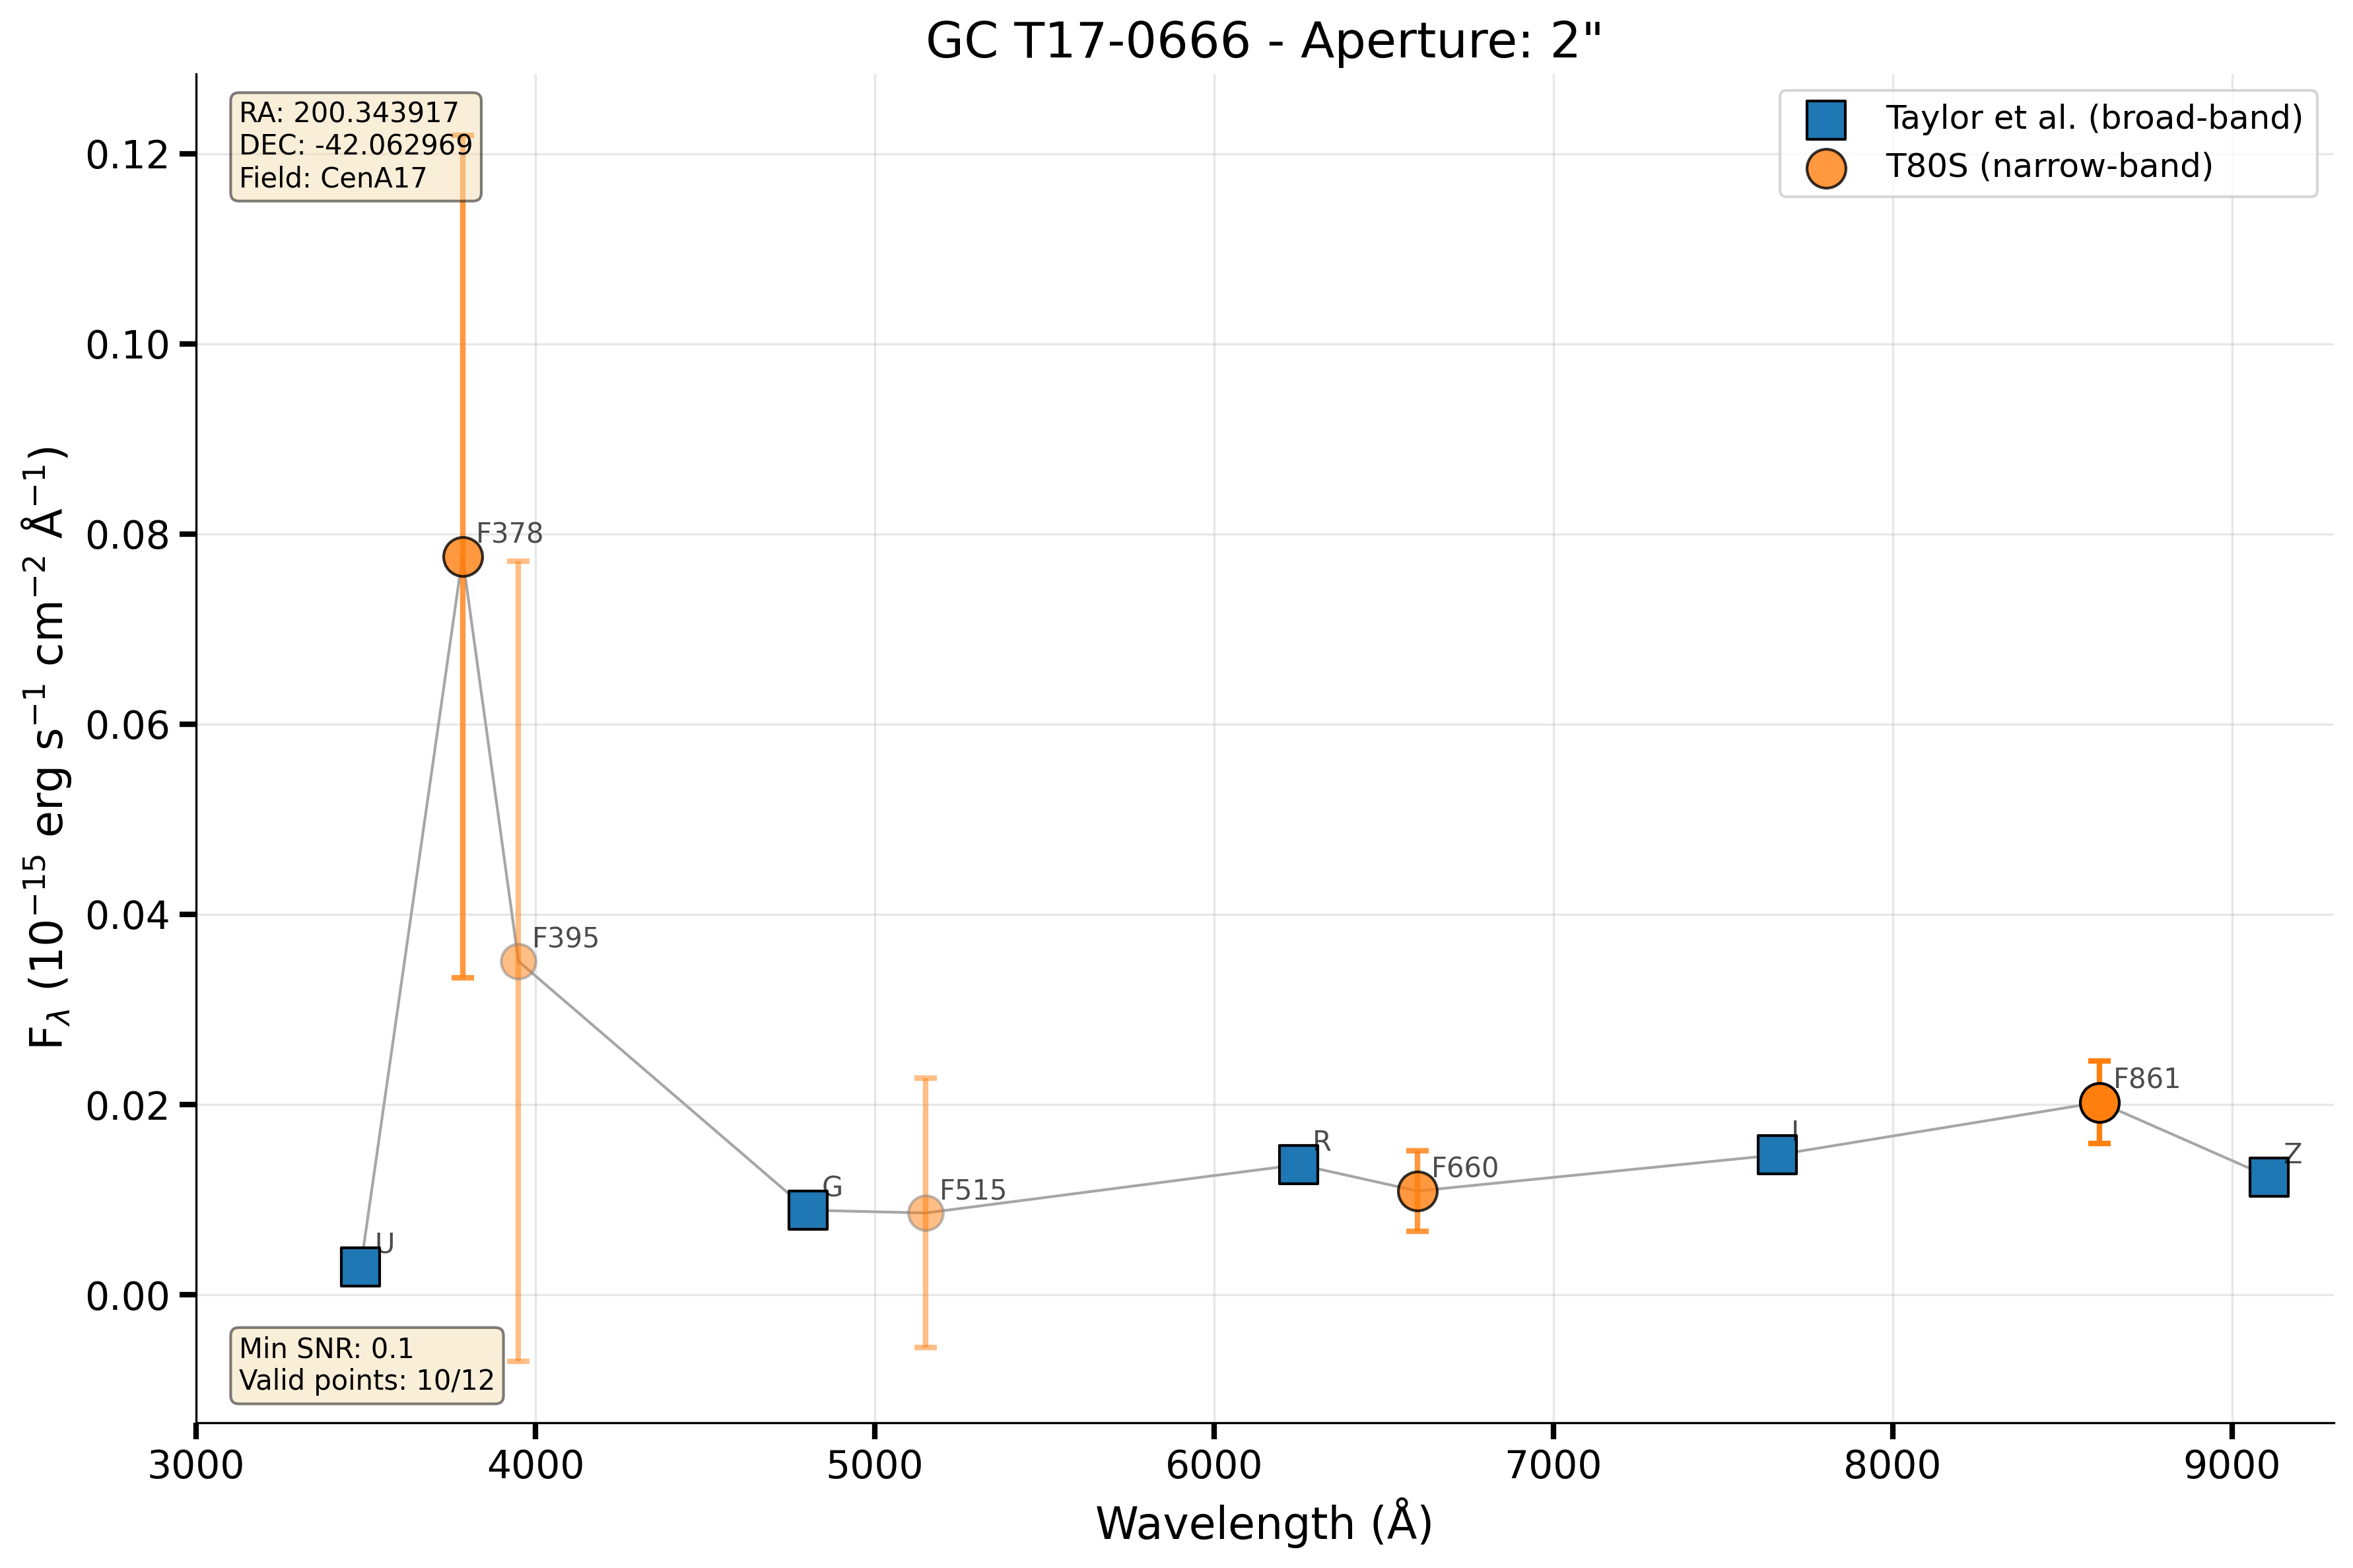 GC T17-0666 - Aperture: 2"
RA: 200.343917
DEC: -42.062969
Field: CenA17
Taylor et al. (broad-band)
T80S (narrow-band)
0.12
0.10
0.08
0.06
0.04
0.02
0.00
F_λ (10⁻¹⁵ erg s⁻¹ cm⁻² Å⁻¹)
F378
F395
F861
I
R
F660
Z
G
F515
U
Min SNR: 0.1
Valid points: 10/12
3000 4000 5000 6000 7000 8000 9000
Wavelength (Å)